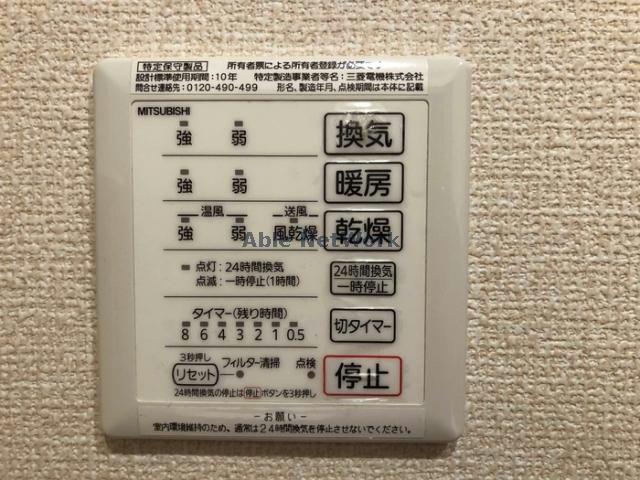 特定保守製品 所有者票による所有者登録が必要です
設計標準使用期間：10年 特定製造事業者等名：三菱電機株式会社
問合せ連絡先：0120-490-499 形名、製造年月、点検期間は本体に記載
MITSUBISHI
強 弱 換気
強 弱 暖房
温風 送風
強 弱 風乾燥 乾燥
Able Network
点灯：24時間換気
点滅：一時停止(1時間)
24時間換気
一時停止
タイマー(残り時間)
8 6 4 3 2 1 0.5
切タイマー
3秒押し
リセット フィルター清掃 点検
停止
24時間換気の停止は停止ボタンを3秒押し
－お願い－
室内環境維持のため、通常は24時間換気を停止させないでください。